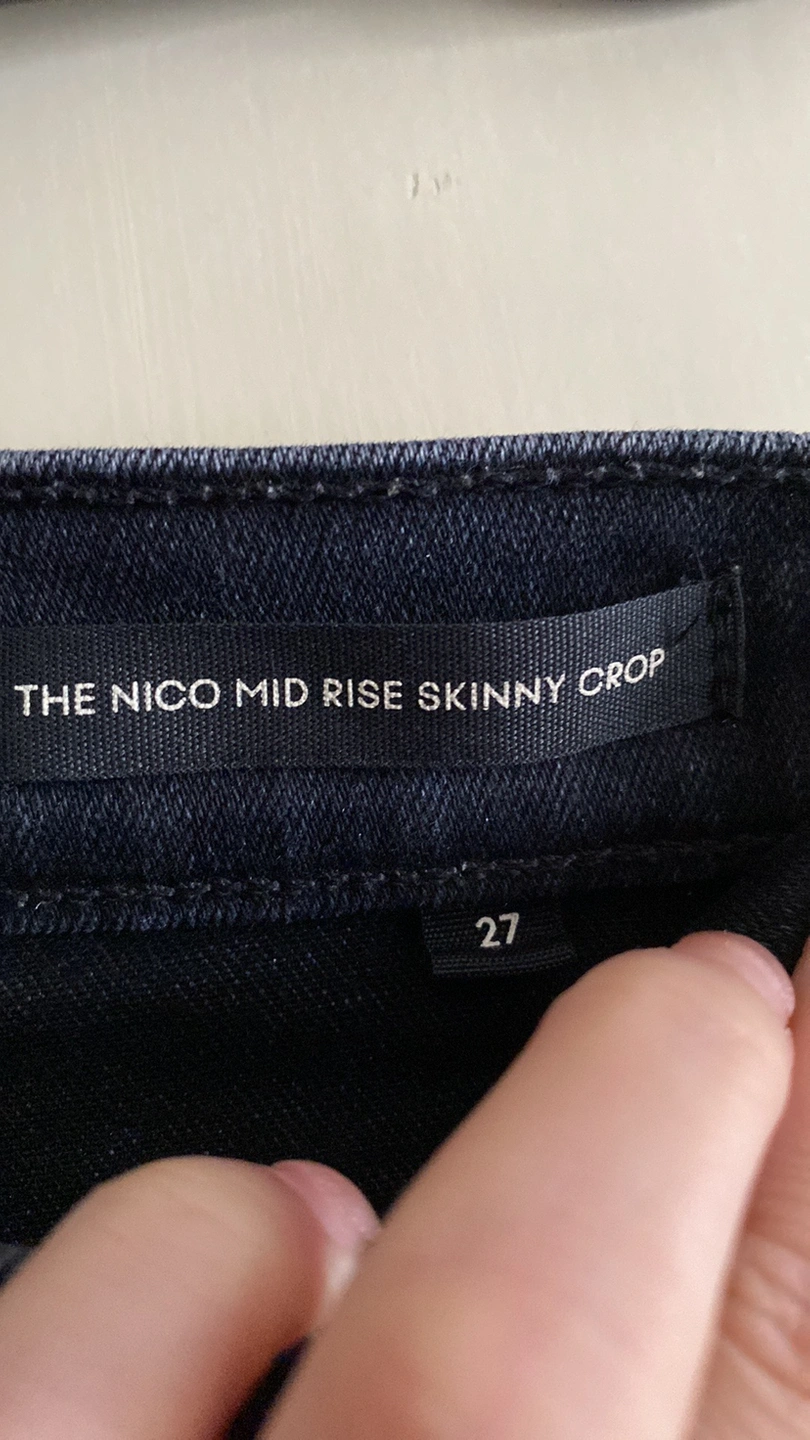 THE NICO MID RISE SKINNY CROP
27